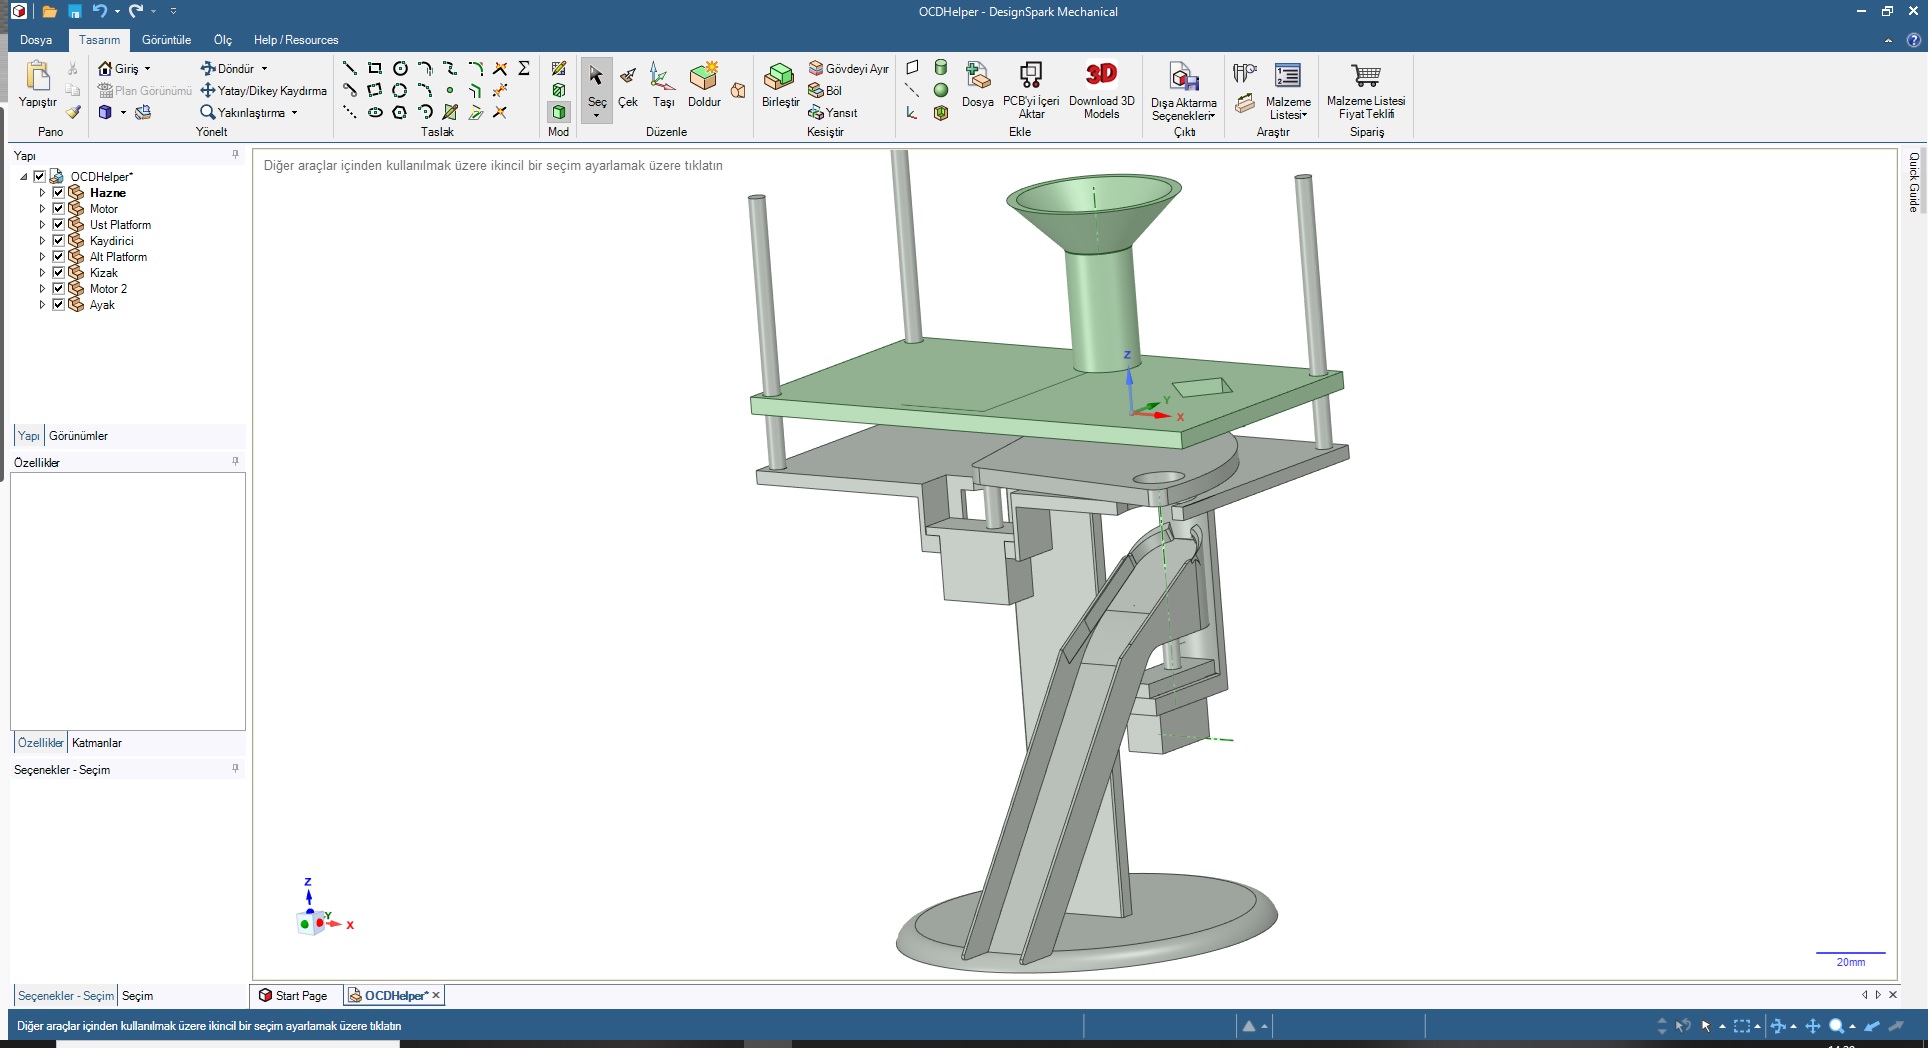 OCDHelper - DesignSpark Mechanical
Dosya Tasarım Görüntüle Ölç Help / Resources
Yapıştır
Pano
Giriş
Plan Görünümü
Döndür
Yatay/Dikey Kaydırma
Yakınlaştırma
Yönelt
Taslak
Mod
Seç
Çek
Taşı
Doldur
Düzenle
Birleştir
Gövdeyi Ayır
Böl
Yansıt
Kesiştir
Dosya
PCB'yi İçeri
Aktar
3D
Download 3D
Models
Ekle
Dışa Aktarma
Seçenekleri
Çıktı
Malzeme
Listesi
Araştır
Malzeme Listesi
Fiyat Teklifi
Sipariş
Yapı
OCDHelper*
Hazne
Motor
Ust Platform
Kaydirici
Alt Platform
Kizak
Motor 2
Ayak
Yapı Görünümler
Özellikler
Özellikler Katmanlar
Seçenekler - Seçim
Seçenekler - Seçim Seçim
Diğer araçlar içinden kullanılmak üzere ikincil bir seçim ayarlamak üzere tıklatın
Z
Y
X
Z
Y
X
20mm
Quick Guide
Start Page OCDHelper*
Diğer araçlar içinden kullanılmak üzere ikincil bir seçim ayarlamak üzere tıklatın